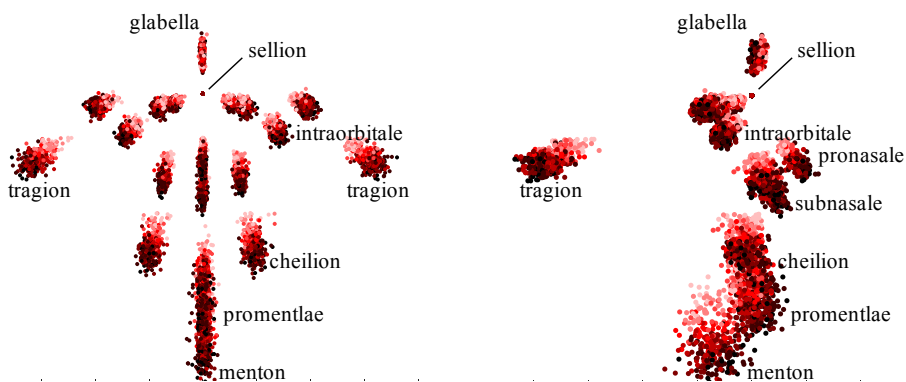 glabella
sellion
intraorbitale
tragion
tragion
cheilion
promentlae
menton
glabella
sellion
intraorbitale
pronasale
tragion
subnasale
cheilion
promentlae
menton